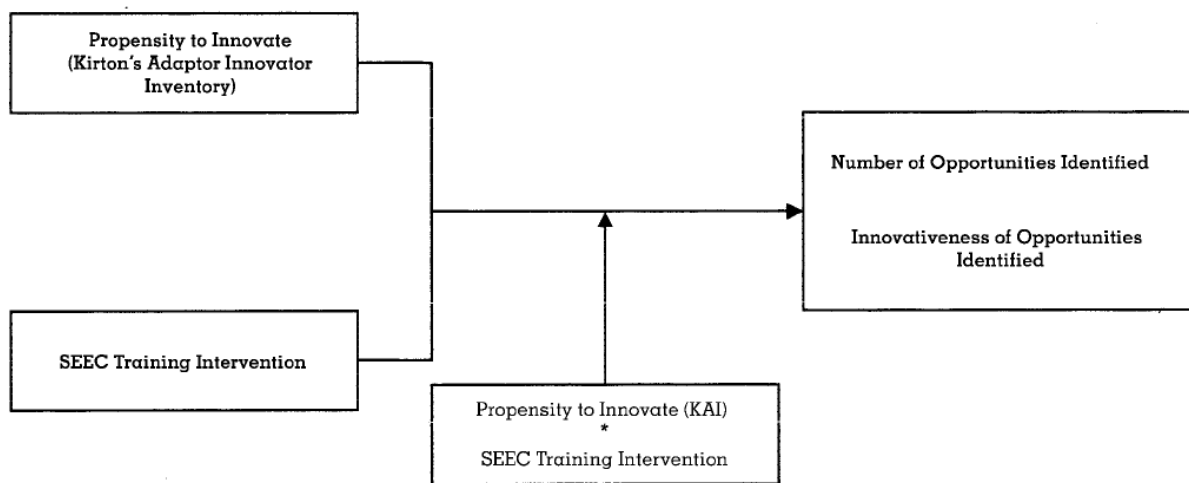 Propensity to Innovate
(Kirton's Adaptor Innovator
Inventory)
Number of Opportunities Identified
Innovativeness of Opportunities
Identified
SEEC Training Intervention
Propensity to Innovate (KAI)
*
SEEC Training Intervention